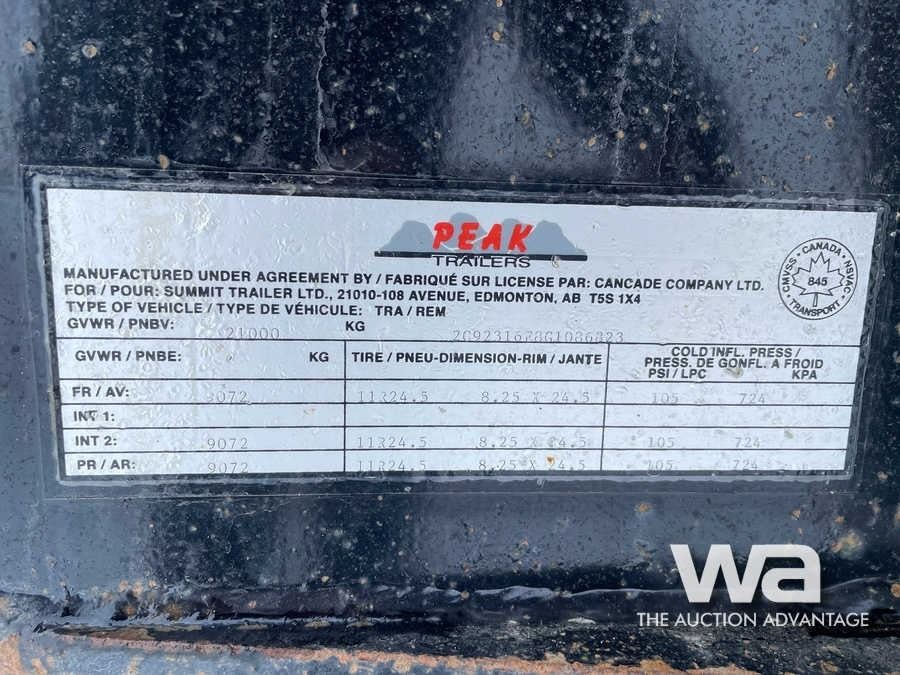 PEAK
TRAILERS
MANUFACTURED UNDER AGREEMENT BY / FABRIQUÉ SUR LICENSE PAR: CANCADE COMPANY LTD.
FOR / POUR: SUMMIT TRAILER LTD., 21010-108 AVENUE, EDMONTON, AB T5S 1X4
TYPE OF VEHICLE / TYPE DE VÉHICULE: TRA / REM
GVWR / PNBV: 21000 KG
CANADA
CMVSS NSVAC
845
TRANSPORT
GVWR / PNBE: KG TIRE / PNEU-DIMENSION-RIM / JANTE COLD INFL. PRESS /
PRESS. DE GONFL. A FROID
PSI / LPC KPA
FR / AV: 9072 11R24.5 8.25 X 24.5 105 724
INT 1:
INT 2: 9072 11R24.5 8.25 X 24.5 105 724
PR / AR: 9072 11R24.5 8.25 X 24.5 105 724
wa
THE AUCTION ADVANTAGE